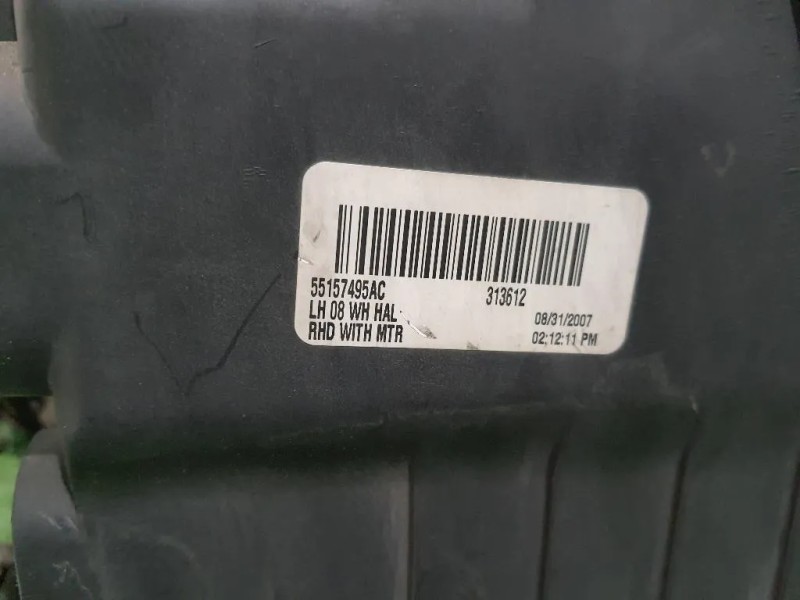 55157495AC 313612
LH 08 WH HAL 08/31/2007
RHD WITH MTR 02:12:11 PM